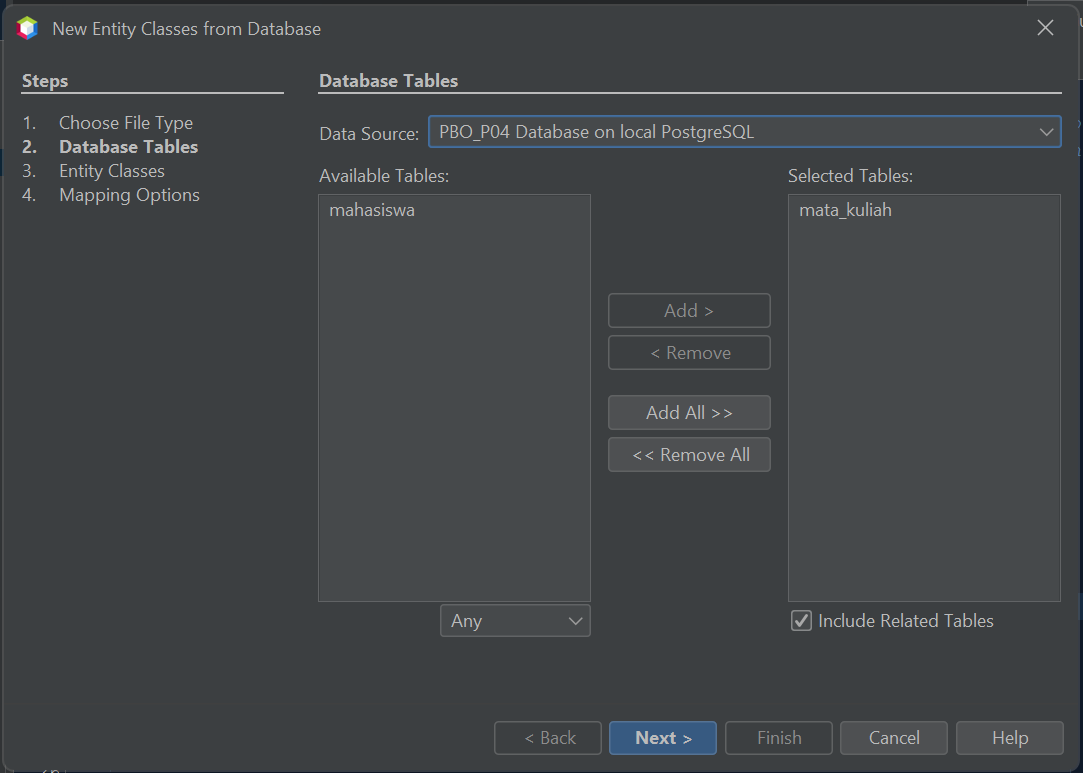 New Entity Classes from Database
Steps
1. Choose File Type
2. Database Tables
3. Entity Classes
4. Mapping Options
Database Tables
Data Source: PBO_P04 Database on local PostgreSQL
Available Tables:
mahasiswa
Any
Add >
< Remove
Add All >>
<< Remove All
Selected Tables:
mata_kuliah
Include Related Tables
< Back Next > Finish Cancel Help